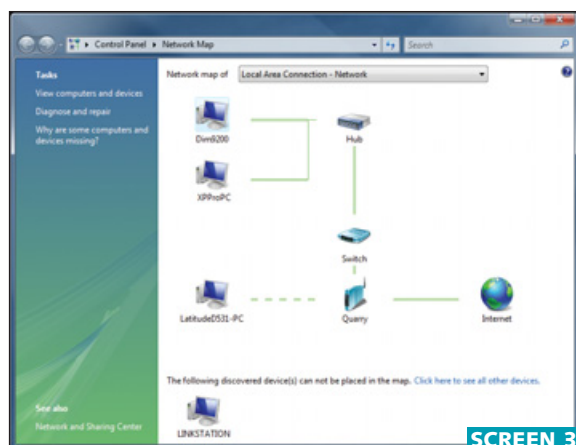 Control Panel ▸ Network Map
Search
Tasks
View computers and devices
Diagnose and repair
Why are some computers and
devices missing?
Network map of
Local Area Connection - Network
Dim9200
Hub
XPProPC
Switch
LatitudeD531-PC
Quarry
Internet
The following discovered device(s) can not be placed in the map. Click here to see all other devices.
LINKSTATION
See also
Network and Sharing Center
SCREEN 3